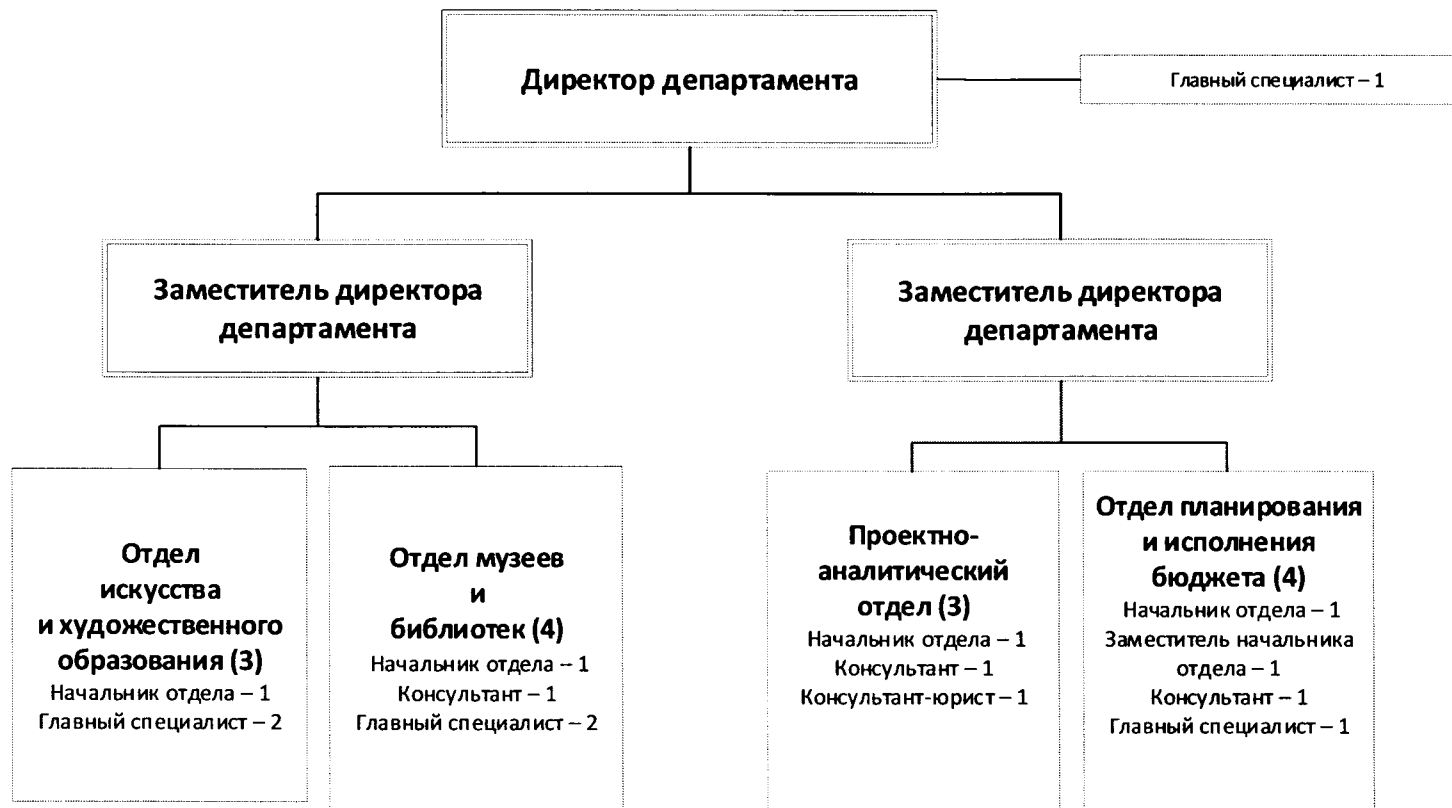 Директор департамента
Главный специалист – 1
Заместитель директора
департамента
Заместитель директора
департамента
Отдел
искусства
и художественного
образования (3)
Начальник отдела – 1
Главный специалист – 2
Отдел музеев
и
библиотек (4)
Начальник отдела – 1
Консультант – 1
Главный специалист – 2
Проектно-
аналитический
отдел (3)
Начальник отдела – 1
Консультант – 1
Консультант-юрист – 1
Отдел планирования
и исполнения
бюджета (4)
Начальник отдела – 1
Заместитель начальника
отдела – 1
Консультант – 1
Главный специалист – 1